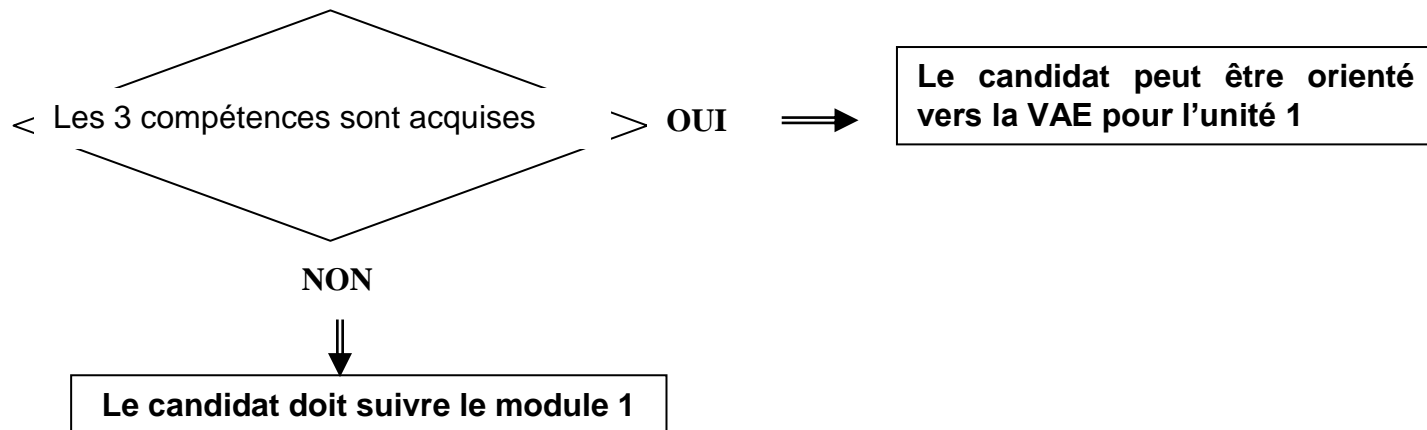 Les 3 compétences sont acquises
OUI
Le candidat peut être orienté
vers la VAE pour l’unité 1
NON
Le candidat doit suivre le module 1